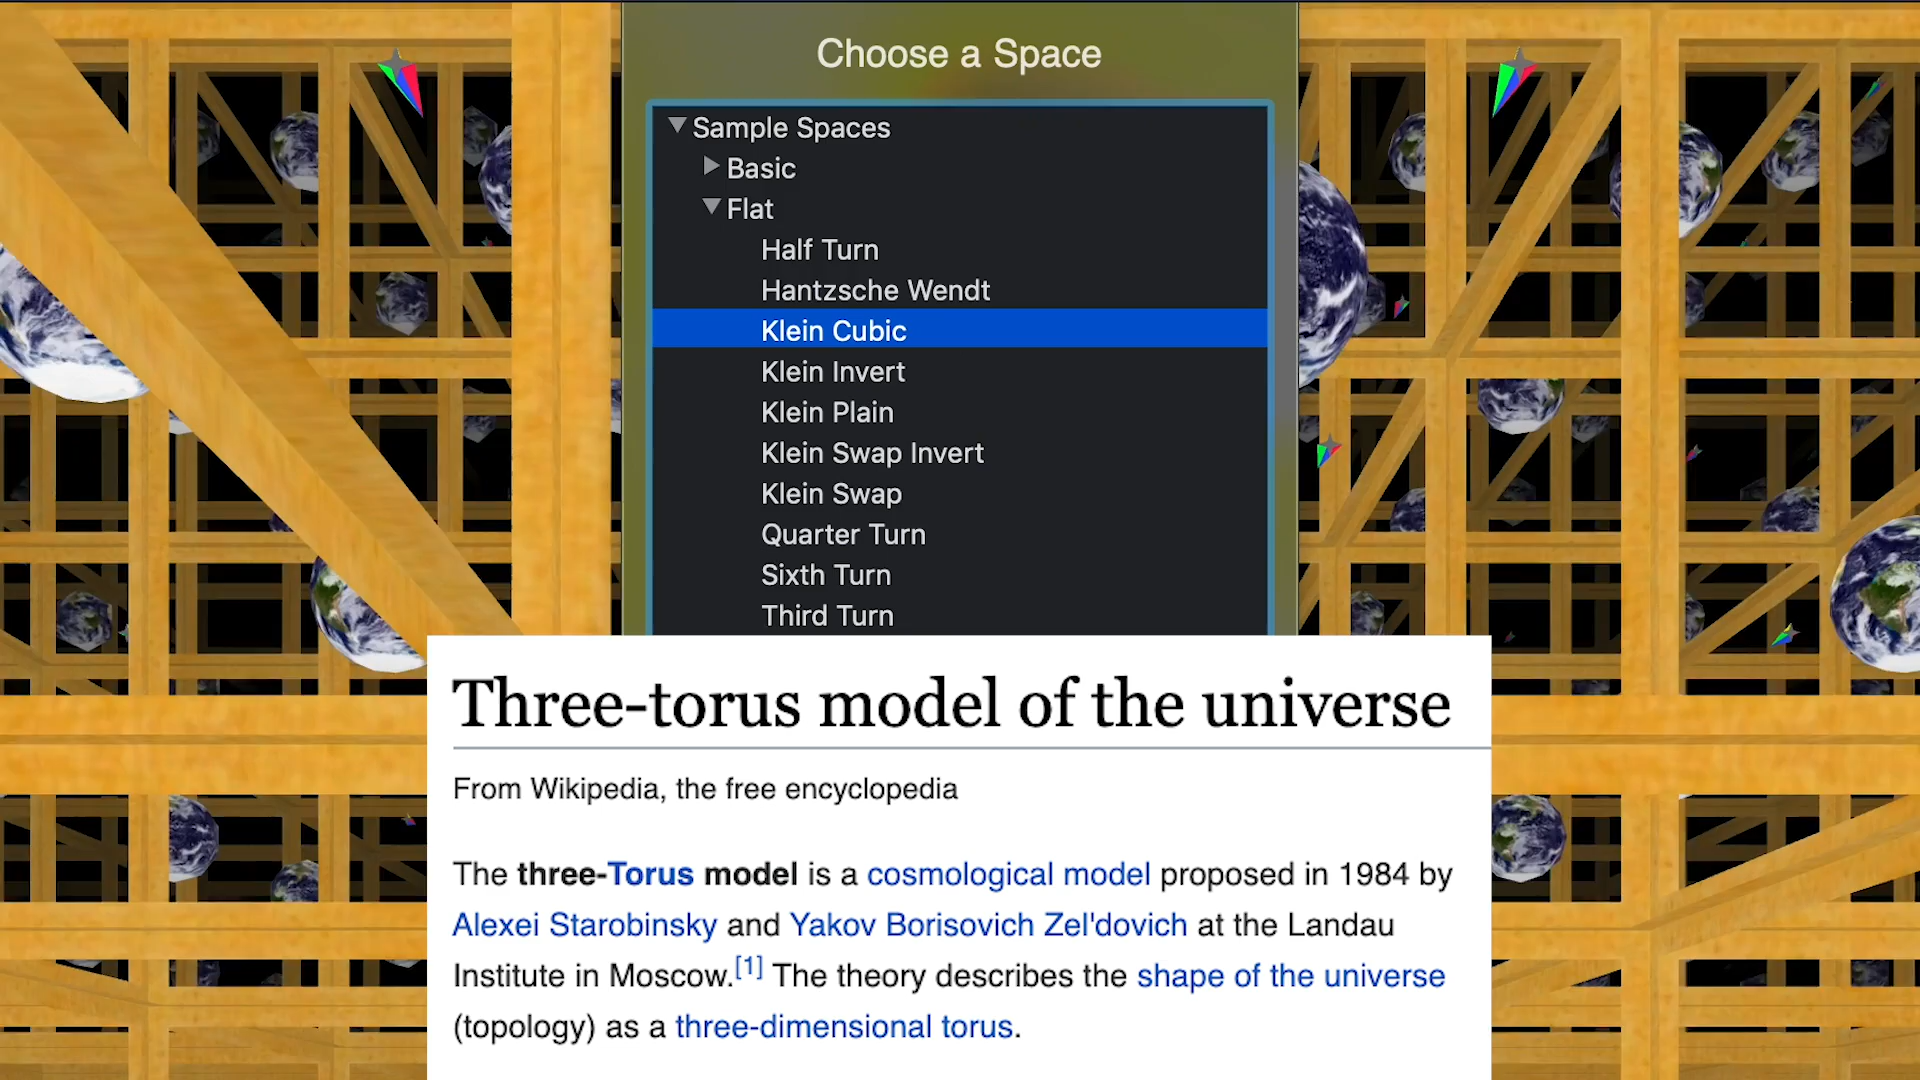 Choose a Space
Sample Spaces
Basic
Flat
Half Turn
Hantzsche Wendt
Klein Cubic
Klein Invert
Klein Plain
Klein Swap Invert
Klein Swap
Quarter Turn
Sixth Turn
Third Turn
Three-torus model of the universe
From Wikipedia, the free encyclopedia
The three-Torus model is a cosmological model proposed in 1984 by
Alexei Starobinsky and Yakov Borisovich Zel'dovich at the Landau
Institute in Moscow.[1] The theory describes the shape of the universe
(topology) as a three-dimensional torus.